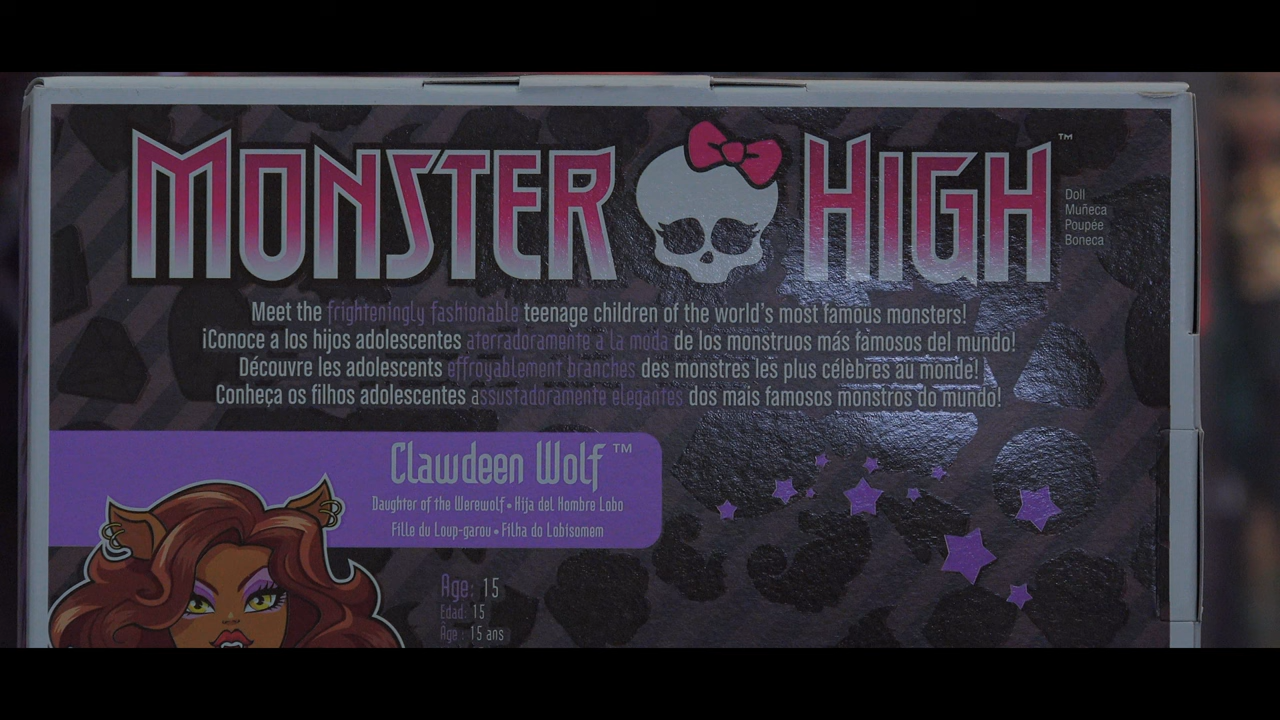 MONSTER HIGH™
Doll
Muñeca
Poupée
Boneca
Meet the frighteningly fashionable teenage children of the world's most famous monsters!
¡Conoce a los hijos adolescentes aterradoramente a la moda de los monstruos más famosos del mundo!
Découvre les adolescents effroyablement branchés des monstres les plus célèbres au monde!
Conheça os filhos adolescentes assustadoramente elegantes dos mais famosos monstros do mundo!
Clawdeen Wolf™
Daughter of the Werewolf • Hija del Hombre Lobo
Fille du Loup-garou • Filha do Lobisomem
Age: 15
Edad: 15
Âge : 15 ans